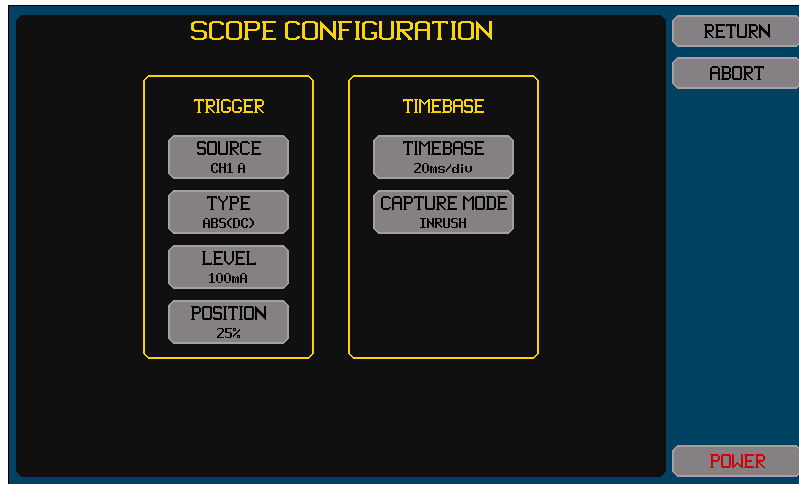 SCOPE CONFIGURATION
TRIGGER
SOURCE
CH1 A
TYPE
ABS(DC)
LEVEL
100mA
POSITION
25%
TIMEBASE
TIMEBASE
20ms/div
CAPTURE MODE
INRUSH
RETURN
ABORT
POWER